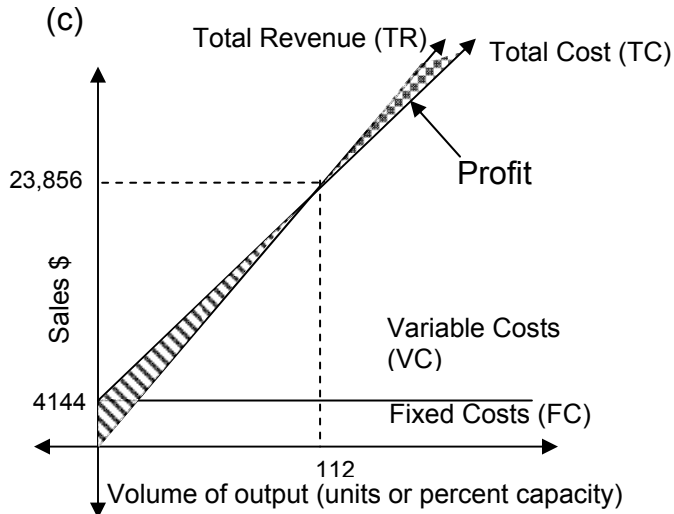 (c)
Total Revenue (TR)
Total Cost (TC)
23,856
Profit
Sales $
Variable Costs
(VC)
4144
Fixed Costs (FC)
112
Volume of output (units or percent capacity)